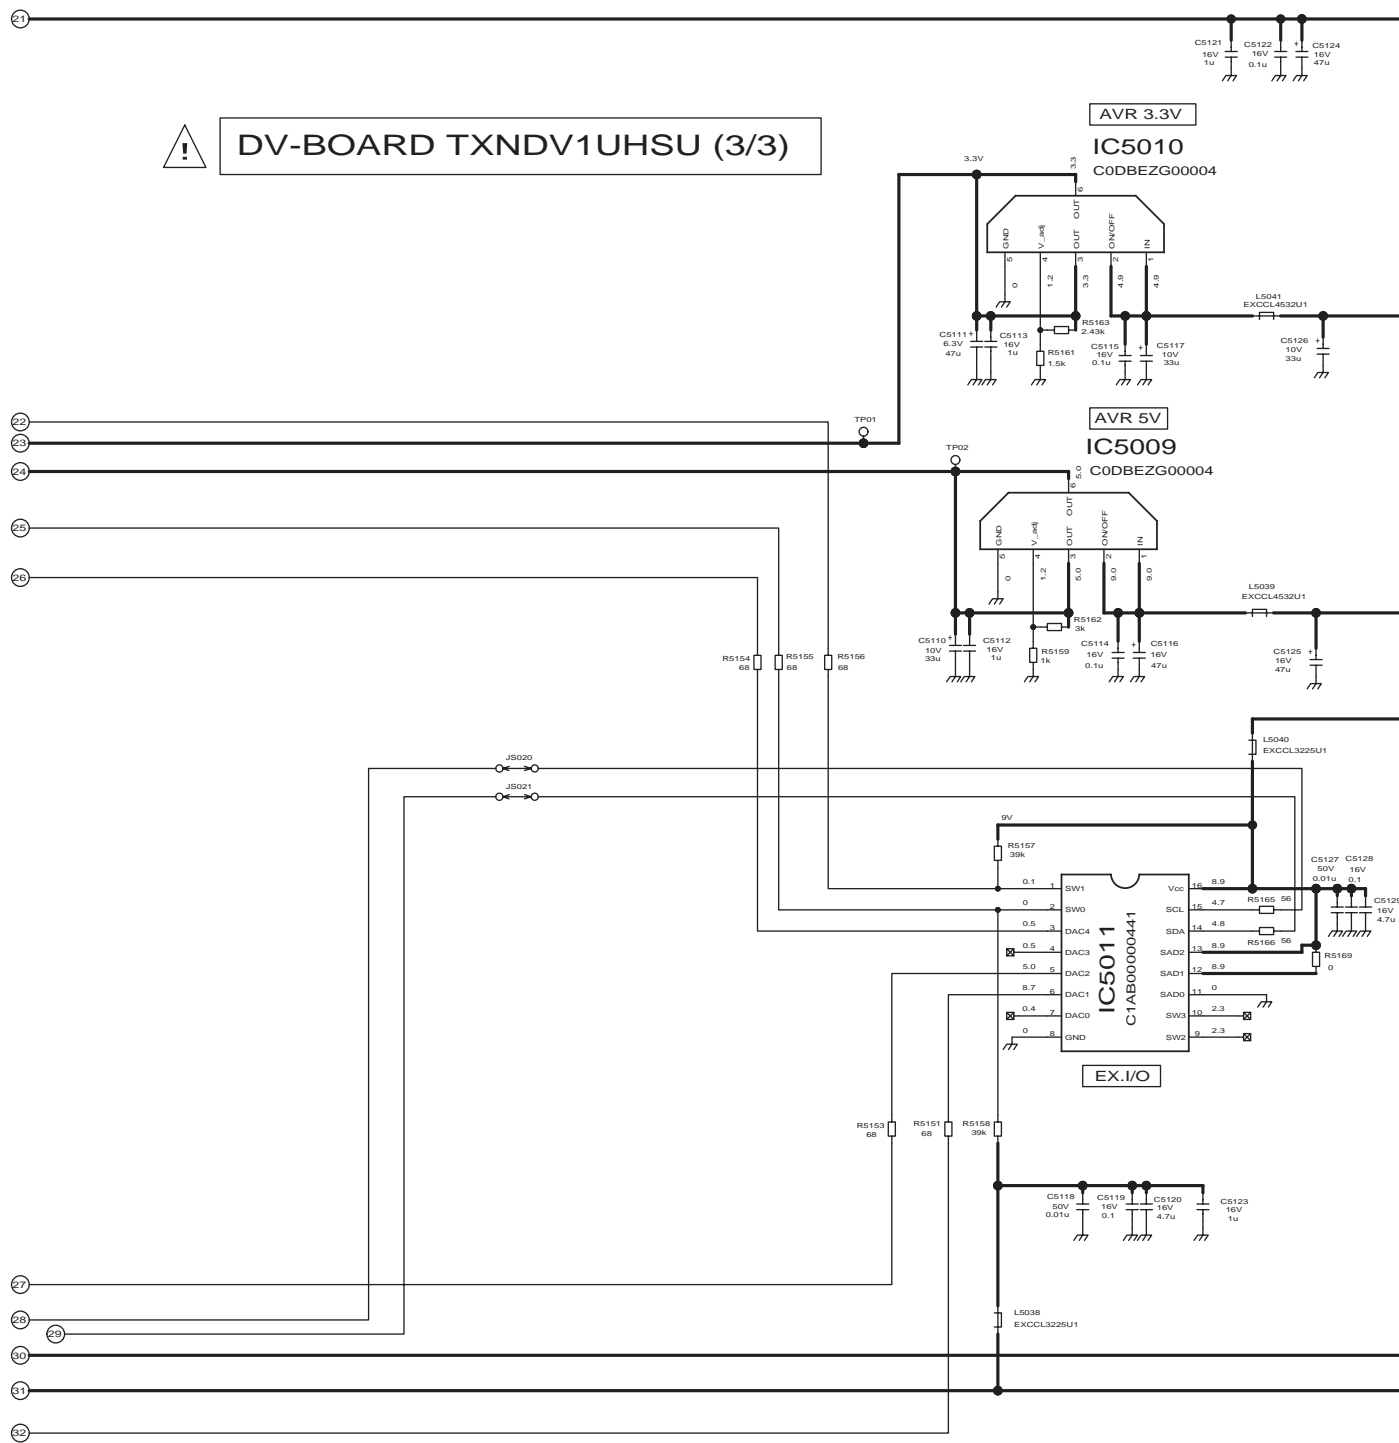 21
C5121
16V
1u
C5122
16V
0.1u
+
C5124
16V
47u
!
DV-BOARD TXNDV1UHSU (3/3)
AVR 3.3V
IC5010
C0DBEZG00004
3.3V
3.3
6
OUT
GND
V_adj
OUT
ON/OFF
IN
5
4
3
2
1
0
1.2
3.3
4.9
4.9
L5041
EXCCL4532U1
C5111
+
6.3V
47u
C5113
16V
1u
R5163
2.43k
R5161
1.5k
C5115
16V
0.1u
+
C5117
10V
33u
C5126
+
10V
33u
22
23
TP01
AVR 5V
IC5009
C0DBEZG00004
24
TP02
5.0
6
OUT
GND
V_adj
OUT
ON/OFF
IN
5
4
3
2
1
0
1.2
5.0
9.0
9.0
25
26
L5039
EXCCL4532U1
C5110
+
10V
33u
C5112
16V
1u
R5162
3k
R5159
1k
C5114
16V
0.1u
+
C5116
16V
47u
C5125
+
16V
47u
R5154
68
R5155
68
R5156
68
L5040
EXCCL3225U1
JS020
JS021
9V
R5157
39k
C5127
50V
0.01u
C5128
16V
0.1
C5129
16V
4.7u
0.1 1 SW1
0 2 SW0
0.5 3 DAC4
0.5 4 DAC3
5.0 5 DAC2
8.7 6 DAC1
0.4 7 DAC0
0 8 GND
IC5011
C1AB00000441
Vcc 16 8.9
SCL 15 4.7
SDA 14 4.8
SAD2 13 8.9
SAD1 12 8.9
SAD0 11 0
SW3 10 2.3
SW2 9 2.3
R5165 56
R5166 56
R5169
0
EX.I/O
R5153
68
R5151
68
R5158
39k
C5118
50V
0.01u
C5119
16V
0.1
C5120
16V
4.7u
C5123
16V
1u
27
28
29
L5038
EXCCL3225U1
30
31
32